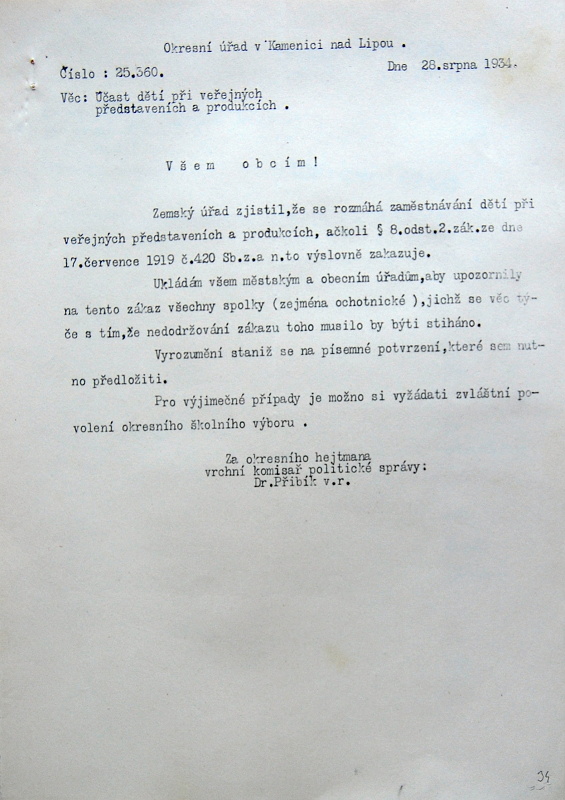 Okresní úřad v Kamenici nad Lipou .
Číslo : 25.360.
Dne 28.srpna 1934.
Věc: Účast dětí při veřejných
představeních a produkcích .
V š e m o b c í m !
Zemský úřad zjistil,že se rozmáhá zaměstnávání dětí při
veřejných představeních a produkcích, ačkoli § 8.odst.2.zák.ze dne
17.července 1919 č.420 Sb.z.a n.to výslovně zakazuje.
Ukládám všem městským a obecním úřadům,aby upozornily
na tento zákaz všechny spolky (zejména ochotnické ),jichž se věc tý-
če s tím,že nedodržování zákazu toho musilo by býti stiháno.
Vyrozumění staniž se na písemné potvrzení,které sem nut-
no předložiti.
Pro výjimečné případy je možno si vyžádati zvláštní po-
volení okresního školního výboru .
Za okresního hejtmana
vrchní komisař politické správy:
Dr.Přibík v.r.
34